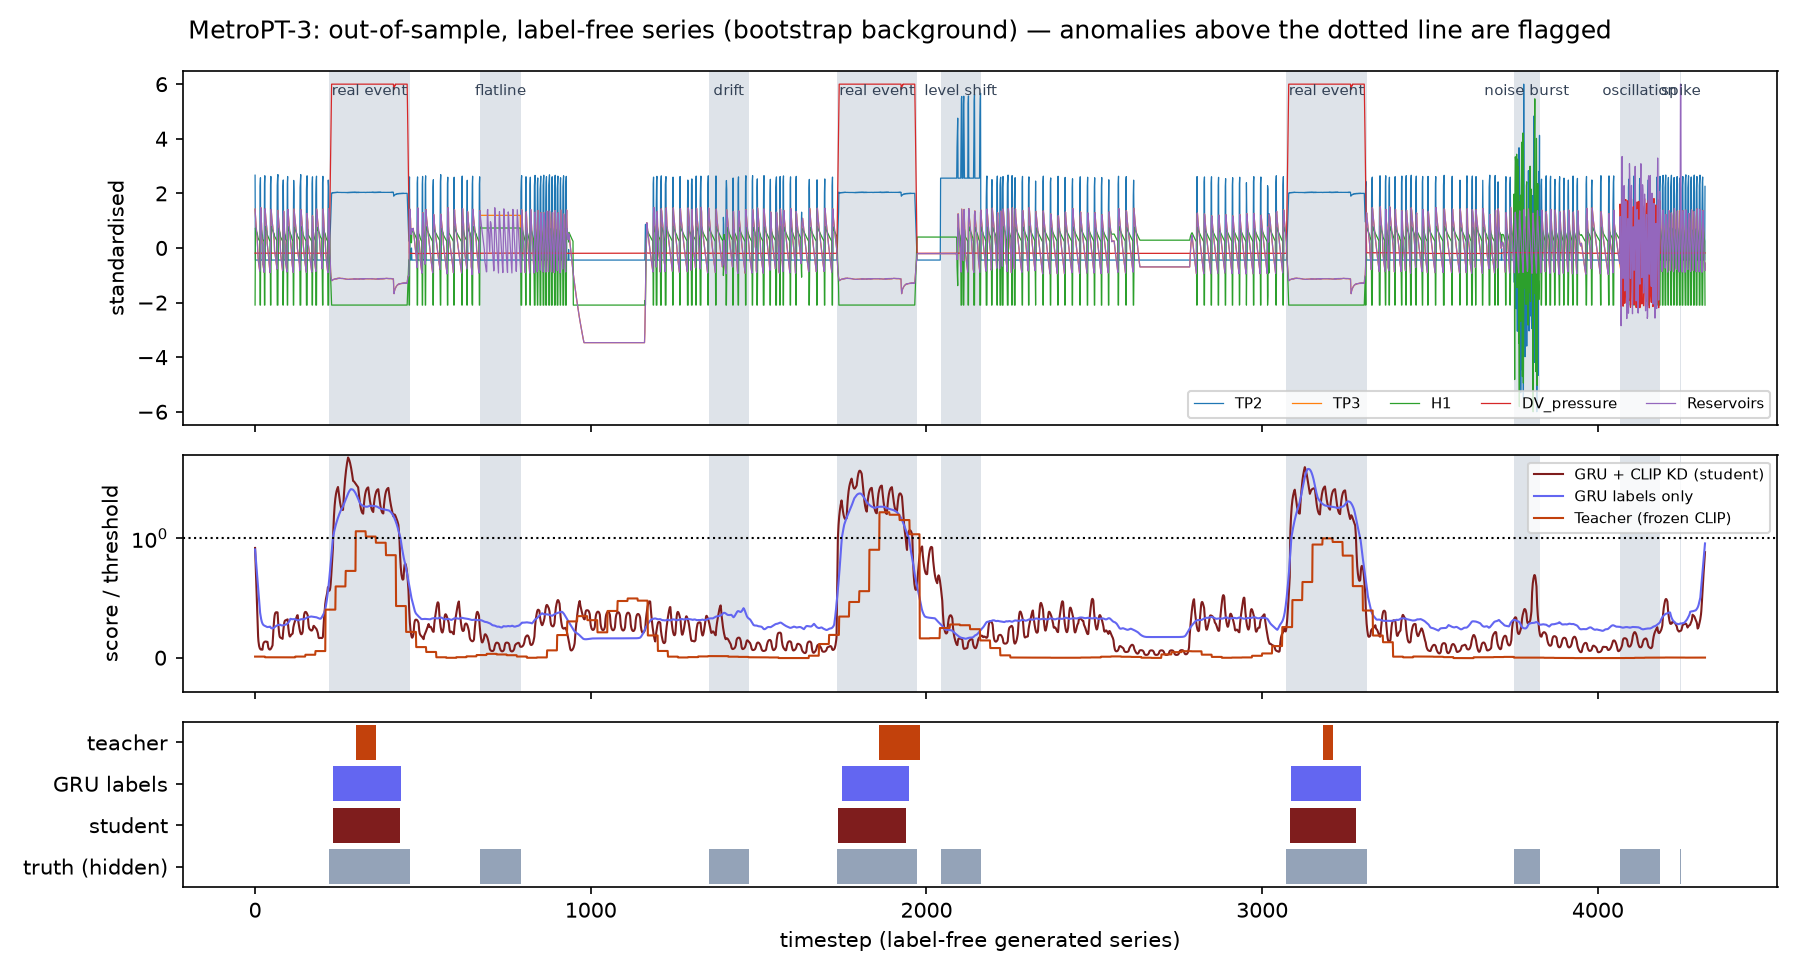 MetroPT-3: out-of-sample, label-free series (bootstrap background) — anomalies above the dotted line are flagged
standardised
6
4
2
0
−2
−4
−6
real event
flatline
drift
real event
level shift
real event
noise burst
oscillation
spike
TP2
TP3
H1
DV_pressure
Reservoirs
score / threshold
10⁰
0
GRU + CLIP KD (student)
GRU labels only
Teacher (frozen CLIP)
teacher
GRU labels
student
truth (hidden)
0 1000 2000 3000 4000
timestep (label-free generated series)